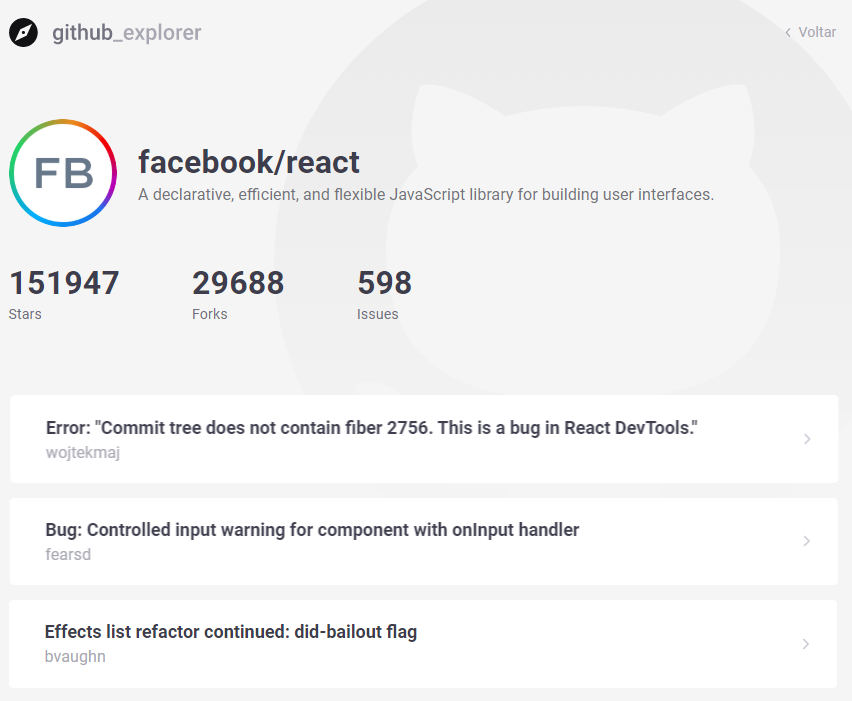 github_explorer
Voltar
FB
facebook/react
A declarative, efficient, and flexible JavaScript library for building user interfaces.
151947 29688 598
Stars Forks Issues
Error: "Commit tree does not contain fiber 2756. This is a bug in React DevTools."
wojtekmaj
Bug: Controlled input warning for component with onInput handler
fearsd
Effects list refactor continued: did-bailout flag
bvaughn